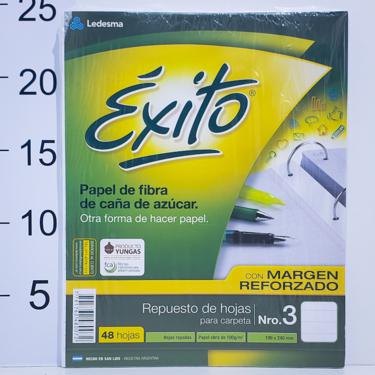 25
20
15
10
5
Ledesma
Éxito®
Papel de fibra
de caña de azúcar.
Otra forma de hacer papel.
PRODUCTO
YUNGAS
fca
CON MARGEN
REFORZADO
Repuesto de hojas
para carpeta
Nro. 3
48 hojas
Hojas rayadas
HECHO EN SAN LUIS - INDUSTRIA ARGENTINA